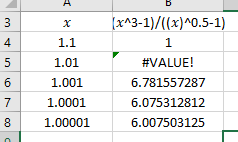 A B
3 x (x^3-1)/((x)^0.5-1)
4 1.1 1
5 1.01 #VALUE!
6 1.001 6.781557287
7 1.0001 6.075312812
8 1.00001 6.007503125